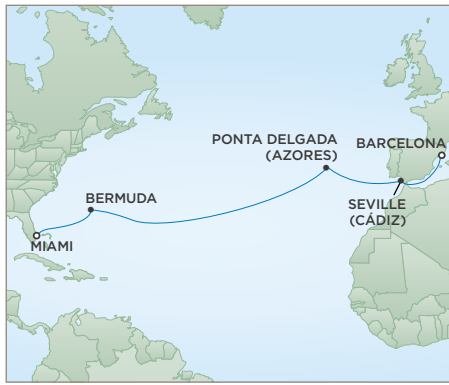 PONTA DELGADA
(AZORES)
BARCELONA
BERMUDA
SEVILLE
(CÁDIZ)
MIAMI